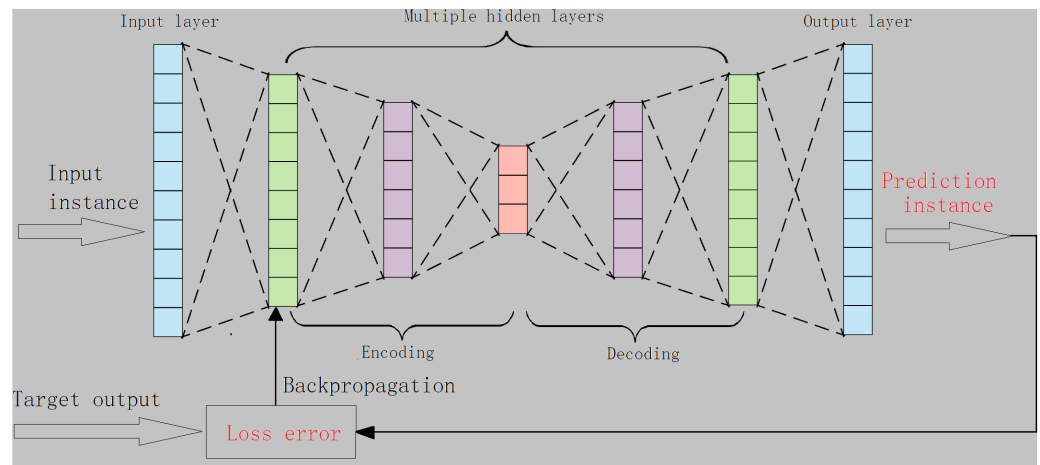 Input layer
Multiple hidden layers
Output layer
Input
instance
Prediction
instance
Encoding
Decoding
Backpropagation
Target output
Loss error